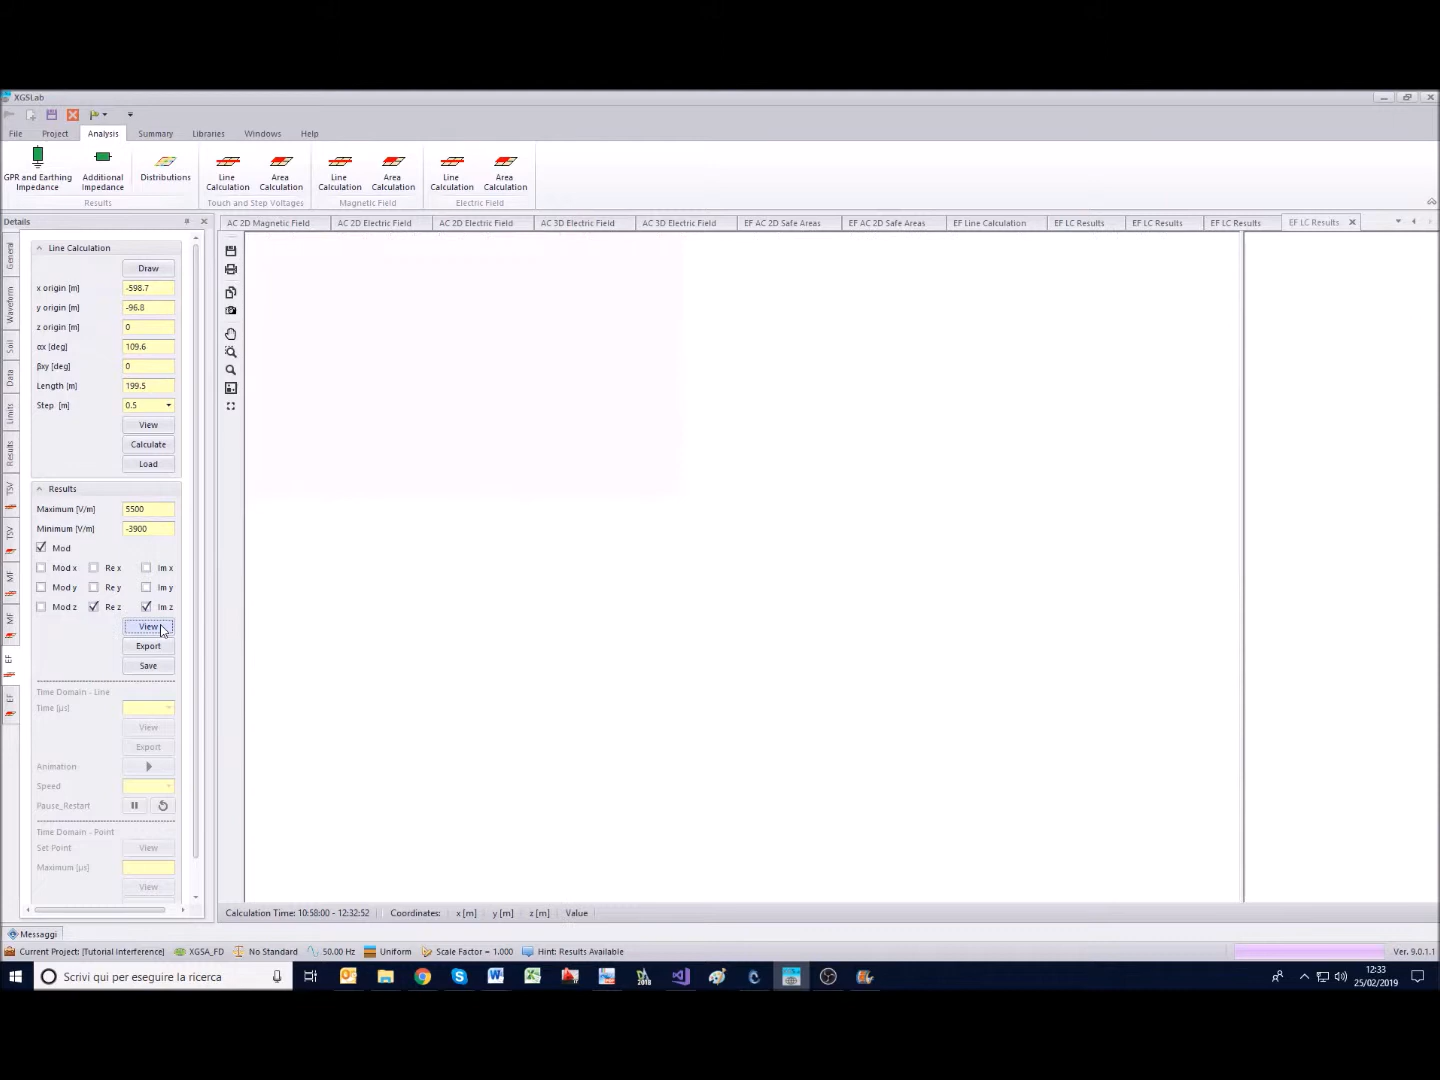 XGSLab
File Project Analysis Summary Libraries Windows Help
GPR and Earthing Impedance
Additional Impedance
Distributions
Line Calculation
Area Calculation
Line Calculation
Area Calculation
Line Calculation
Area Calculation
Results Touch and Step Voltages Magnetic Field Electric Field
Details
AC 2D Magnetic Field AC 2D Electric Field AC 2D Electric Field AC 3D Electric Field AC 3D Electric Field EF AC 2D Safe Areas EF AC 2D Safe Areas EF Line Calculation EF LC Results EF LC Results EF LC Results EF LC Results
General
Waveform
Soil
Data
Limits
Results
TSV
TSV
MF
MF
EF
EF
Line Calculation
Draw
x origin [m] -598.7
y origin [m] -96.8
z origin [m] 0
αx [deg] 109.6
βxy [deg] 0
Length [m] 199.5
Step [m] 0.5
View
Calculate
Load
Results
Maximum [V/m] 5500
Minimum [V/m] -3900
Mod
Mod x Re x Im x
Mod y Re y Im y
Mod z Re z Im z
View
Export
Save
Time Domain - Line
Time [µs]
View
Export
Animation
Speed
Pause_Restart
Time Domain - Point
Set Point View
Maximum [µs]
View
Calculation Time: 10:58:00 - 12:32:52 Coordinates: x [m] y [m] z [m] Value
Messaggi
Current Project: [Tutorial Interference] XGSA_FD No Standard 50.00 Hz Uniform Scale Factor = 1.000 Hint: Results Available Ver. 9.0.1.1
Scrivi qui per eseguire la ricerca
2018
12:33
25/02/2019